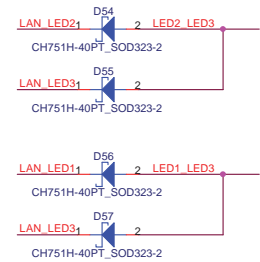 D54
LAN_LED2 1 2 LED2_LED3
CH751H-40PT_SOD323-2
D55
LAN_LED3 1 2
CH751H-40PT_SOD323-2
D56
LAN_LED1 1 2 LED1_LED3
CH751H-40PT_SOD323-2
D57
LAN_LED3 1 2
CH751H-40PT_SOD323-2